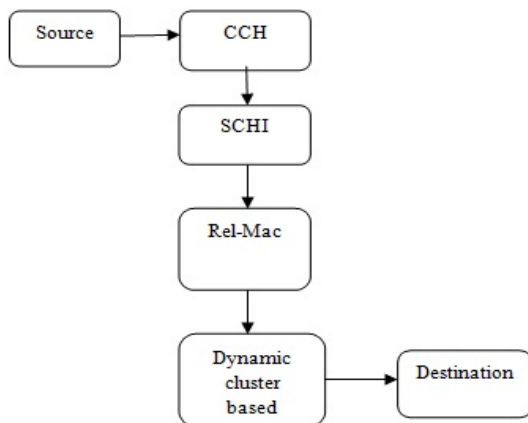 Source
CCH
SCHI
Rel-Mac
Dynamic
cluster
based
Destination